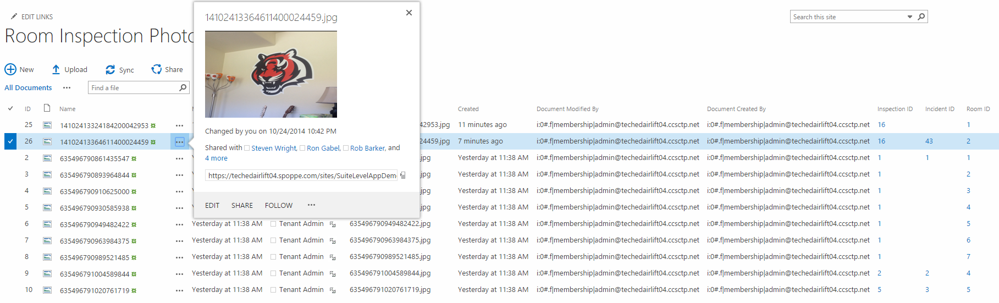 EDIT LINKS
Search this site
Room Inspection Photo
New Upload Sync Share
All Documents ••• Find a file
14102413364611400024459.jpg
Changed by you on 10/24/2014 10:42 PM
Shared with Steven Wright, Ron Gabel, Rob Barker, and
4 more
https://techedairlift04.spoppe.com/sites/SuiteLevelAppDem
EDIT SHARE FOLLOW •••
ID Name Created Document Modified By Document Created By Inspection ID Incident ID Room ID
25 14102413324184200042953 ••• 42953.jpg 11 minutes ago i:0#.f|membership|admin@techedairlift04.ccsctp.net i:0#.f|membership|admin@techedairlift04.ccsctp.net 16 1
26 14102413364611400024459 ••• 24459.jpg 7 minutes ago i:0#.f|membership|admin@techedairlift04.ccsctp.net i:0#.f|membership|admin@techedairlift04.ccsctp.net 16 43 2
2 635496790861435547 ••• .jpg Yesterday at 11:38 AM i:0#.f|membership|admin@techedairlift04.ccsctp.net i:0#.f|membership|admin@techedairlift04.ccsctp.net 1 1 1
3 635496790893964844 ••• .jpg Yesterday at 11:38 AM i:0#.f|membership|admin@techedairlift04.ccsctp.net i:0#.f|membership|admin@techedairlift04.ccsctp.net 1 2
4 635496790910625000 ••• .jpg Yesterday at 11:38 AM i:0#.f|membership|admin@techedairlift04.ccsctp.net i:0#.f|membership|admin@techedairlift04.ccsctp.net 1 3
5 635496790930585938 ••• .jpg Yesterday at 11:38 AM i:0#.f|membership|admin@techedairlift04.ccsctp.net i:0#.f|membership|admin@techedairlift04.ccsctp.net 1 4
6 635496790949482422 ••• Yesterday at 11:38 AM Tenant Admin 635496790949482422.jpg Yesterday at 11:38 AM i:0#.f|membership|admin@techedairlift04.ccsctp.net i:0#.f|membership|admin@techedairlift04.ccsctp.net 1 5
7 635496790963984375 ••• Yesterday at 11:38 AM Tenant Admin 635496790963984375.jpg Yesterday at 11:38 AM i:0#.f|membership|admin@techedairlift04.ccsctp.net i:0#.f|membership|admin@techedairlift04.ccsctp.net 1 6
8 635496790989521485 ••• Yesterday at 11:38 AM Tenant Admin 635496790989521485.jpg Yesterday at 11:38 AM i:0#.f|membership|admin@techedairlift04.ccsctp.net i:0#.f|membership|admin@techedairlift04.ccsctp.net 1 7
9 635496791004589844 ••• Yesterday at 11:38 AM Tenant Admin 635496791004589844.jpg Yesterday at 11:38 AM i:0#.f|membership|admin@techedairlift04.ccsctp.net i:0#.f|membership|admin@techedairlift04.ccsctp.net 2 2 4
10 635496791020761719 ••• Yesterday at 11:38 AM Tenant Admin 635496791020761719.jpg Yesterday at 11:38 AM i:0#.f|membership|admin@techedairlift04.ccsctp.net i:0#.f|membership|admin@techedairlift04.ccsctp.net 5 3 5